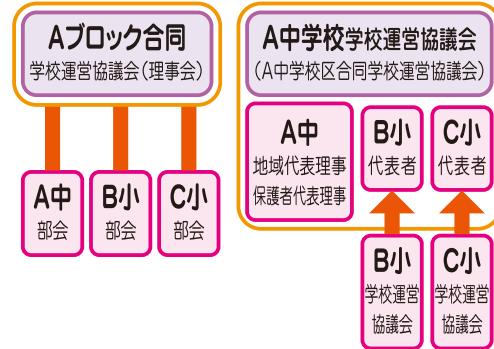 Aブロック合同
学校運営協議会(理事会)
A中
部会
B小
部会
C小
部会
A中学校学校運営協議会
(A中学校区合同学校運営協議会)
A中
地域代表理事
保護者代表理事
B小
代表者
C小
代表者
B小
学校運営
協議会
C小
学校運営
協議会